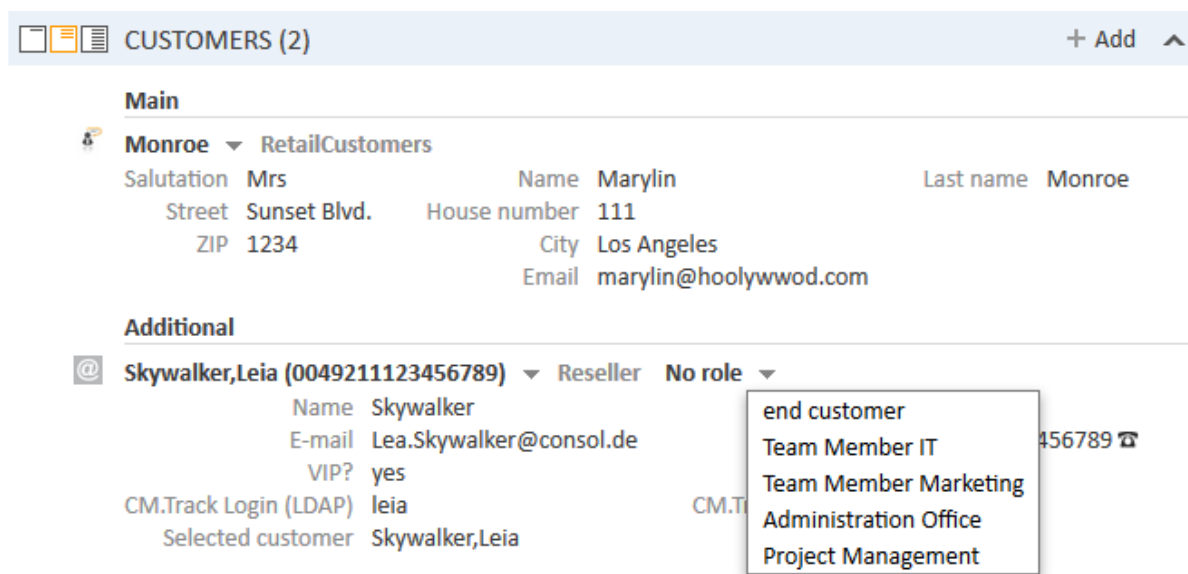 CUSTOMERS (2) + Add
Main
Monroe RetailCustomers
Salutation Mrs Name Marylin Last name Monroe
Street Sunset Blvd. House number 111
ZIP 1234 City Los Angeles
Email marylin@hoolywwod.com
Additional
@ Skywalker,Leia (0049211123456789) Reseller No role
Name Skywalker
end customer
E-mail Lea.Skywalker@consol.de 456789
Team Member IT
VIP? yes
Team Member Marketing
CM.Track Login (LDAP) leia
Administration Office
Selected customer Skywalker,Leia
Project Management